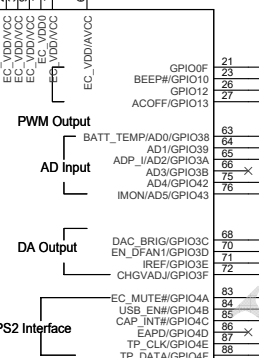 EC_VDD/VCC
EC_VDD/VCC
EC_VDD/VCC
EC_VDD0
EC_VDD/VCC
EC_VDD/AVCC
GPIO0F 21
BEEP#/GPIO10 23
GPIO12 26
ACOFF/GPIO13 27
PWM Output
BATT_TEMP/AD0/GPIO38 63
AD1/GPIO39 64
ADP_I/AD2/GPIO3A 65
AD Input
AD3/GPIO3B 66
AD4/GPIO42 75
IMON/AD5/GPIO43 76
DAC_BRIG/GPIO3C 68
DA Output
EN_DFAN1/GPIO3D 70
IREF/GPIO3E 71
CHGVADJ/GPIO3F 72
EC_MUTE#/GPIO4A 83
USB_EN#/GPIO4B 84
CAP_INT#/GPIO4C 85
PS2 Interface
EAPD/GPIO4D 86
TP_CLK/GPIO4E 87
TP_DATA/GPIO4F 88